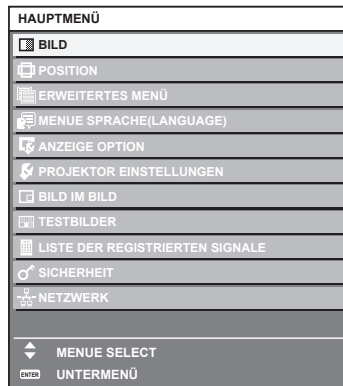 HAUPTMENÜ
BILD
POSITION
ERWEITERTES MENÜ
MENUE SPRACHE(LANGUAGE)
ANZEIGE OPTION
PROJEKTOR EINSTELLUNGEN
BILD IM BILD
TESTBILDER
LISTE DER REGISTRIERTEN SIGNALE
SICHERHEIT
NETZWERK
MENUE SELECT
ENTER UNTERMENÜ